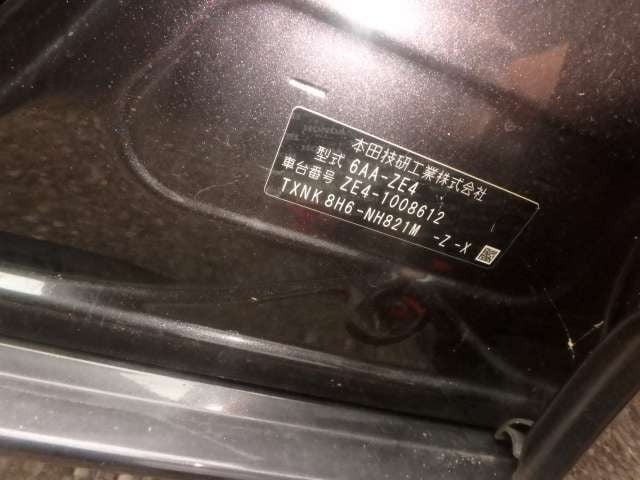 HONDA
本田技研工業株式会社
型式 6AA-ZE4
車台番号 ZE4-1008612
TXNK 8H6-NH821M -Z-X